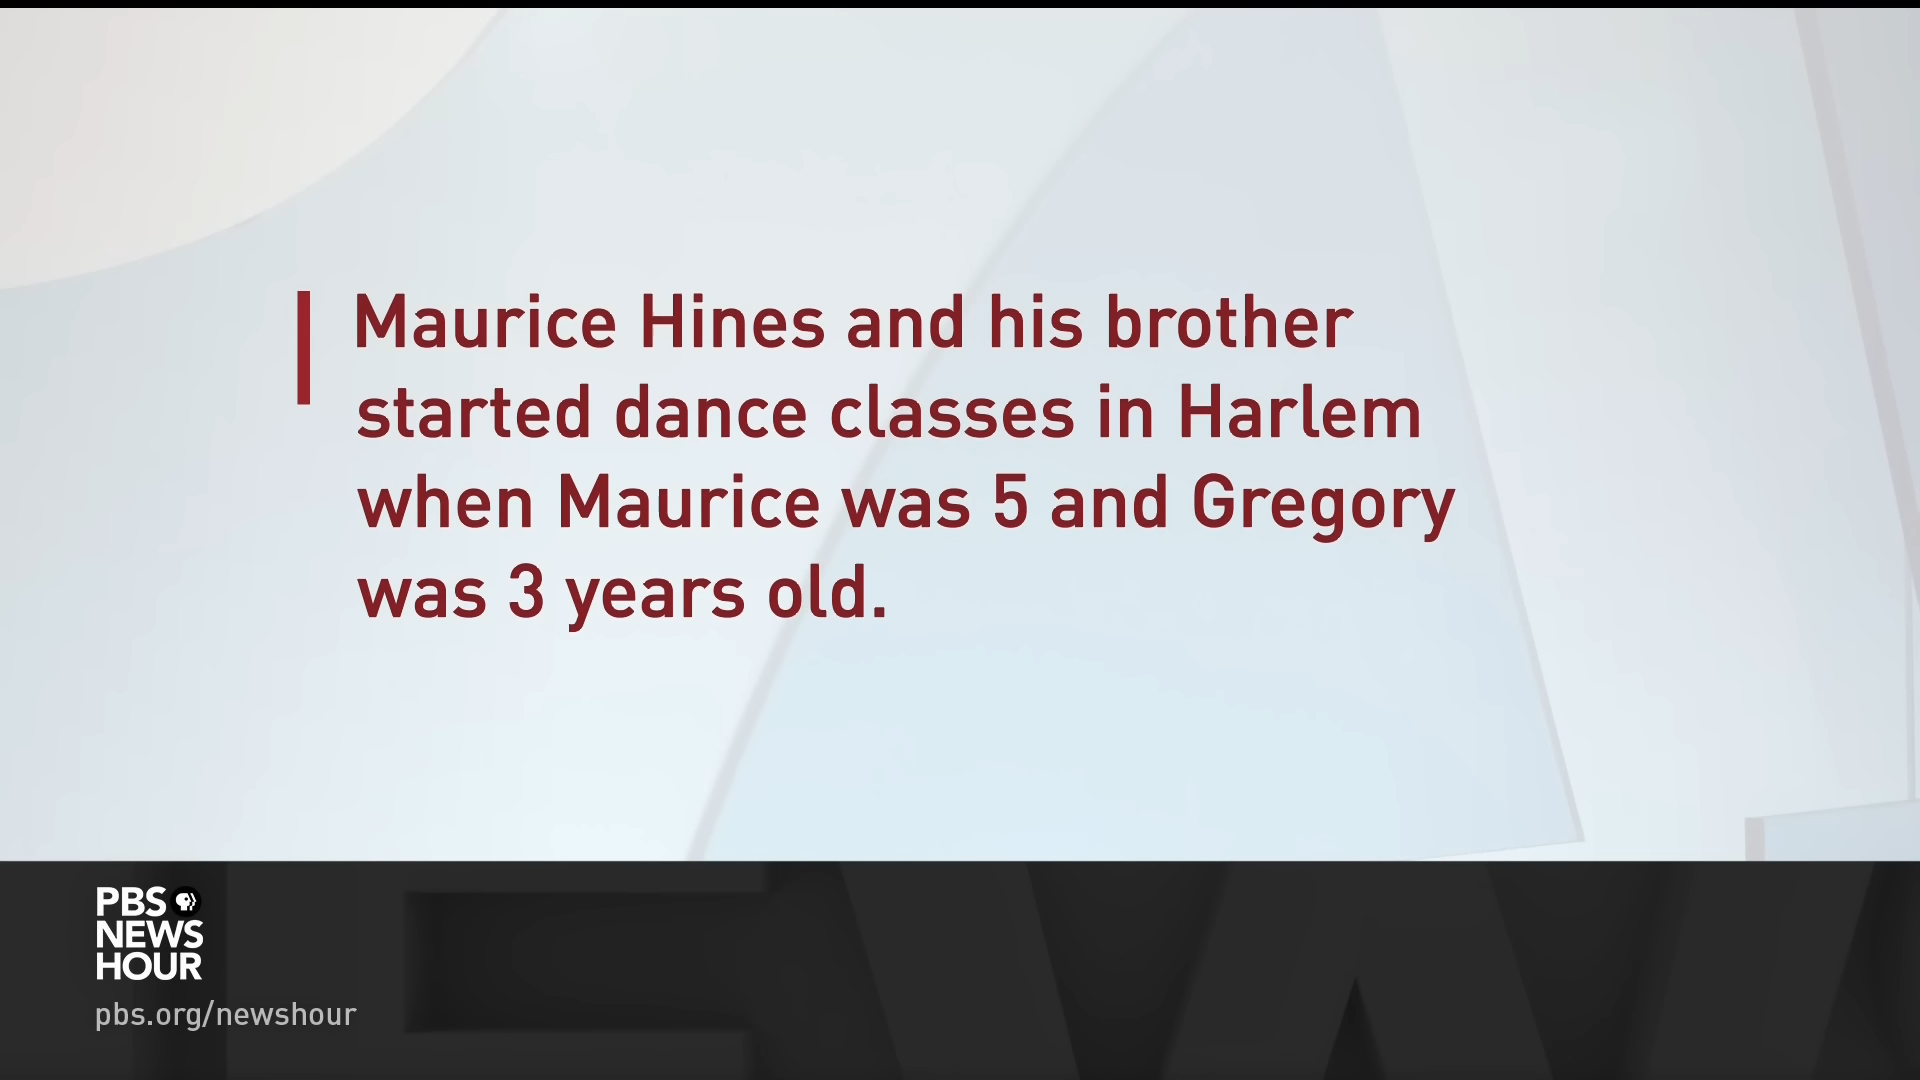 Maurice Hines and his brother
started dance classes in Harlem
when Maurice was 5 and Gregory
was 3 years old.
PBS
NEWS
HOUR
pbs.org/newshour